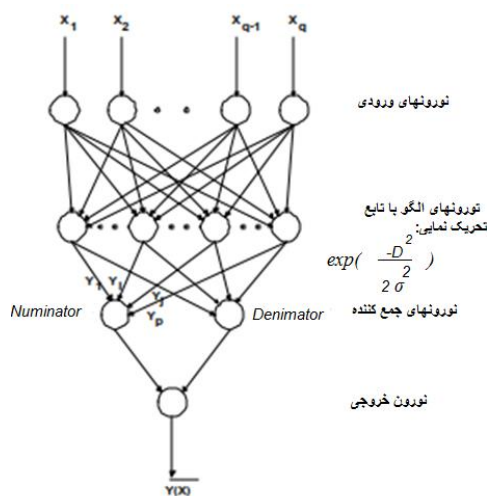 X1 X2 Xq-1 Xq
نورونهای ورودی
نورونهای الگو با تابع
تحریک نمایی:
exp( -D² / 2σ² )
Y1 Yi Yj
Yp
Numinator
Denimator
نورونهای جمع کننده
نورون خروجی
Y(X)